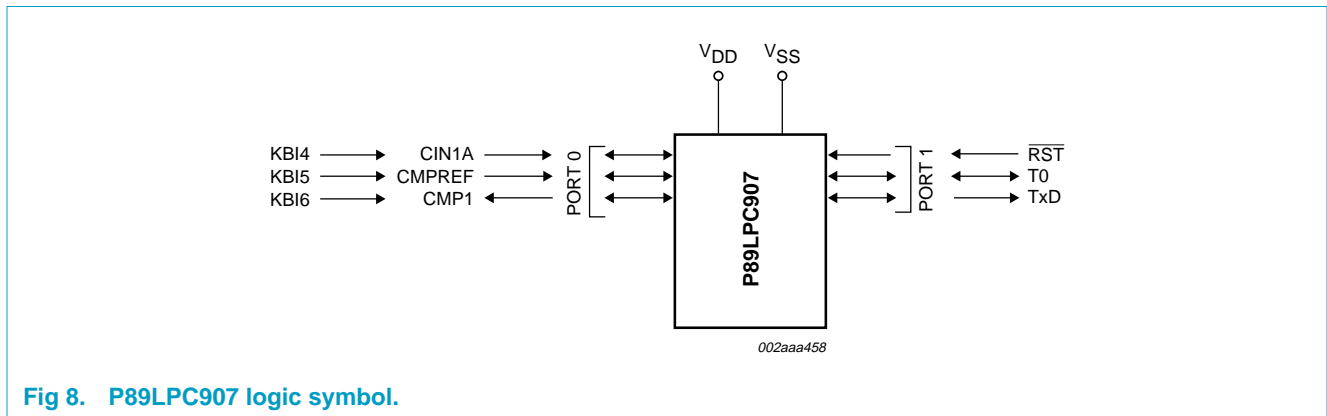 VDD VSS
KBI4 CIN1A RST
KBI5 CMPREF T0
KBI6 CMP1 TxD
PORT 0
P89LPC907
PORT 1
002aaa458
Fig 8. P89LPC907 logic symbol.